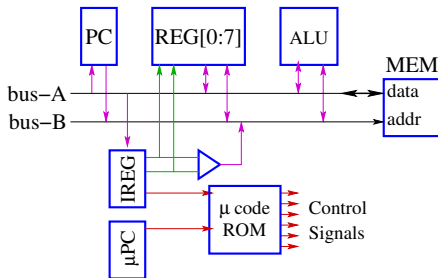 PC
REG[0:7]
ALU
MEM
bus−A
data
bus−B
addr
IREG
μ code
ROM
Control
Signals
μPC